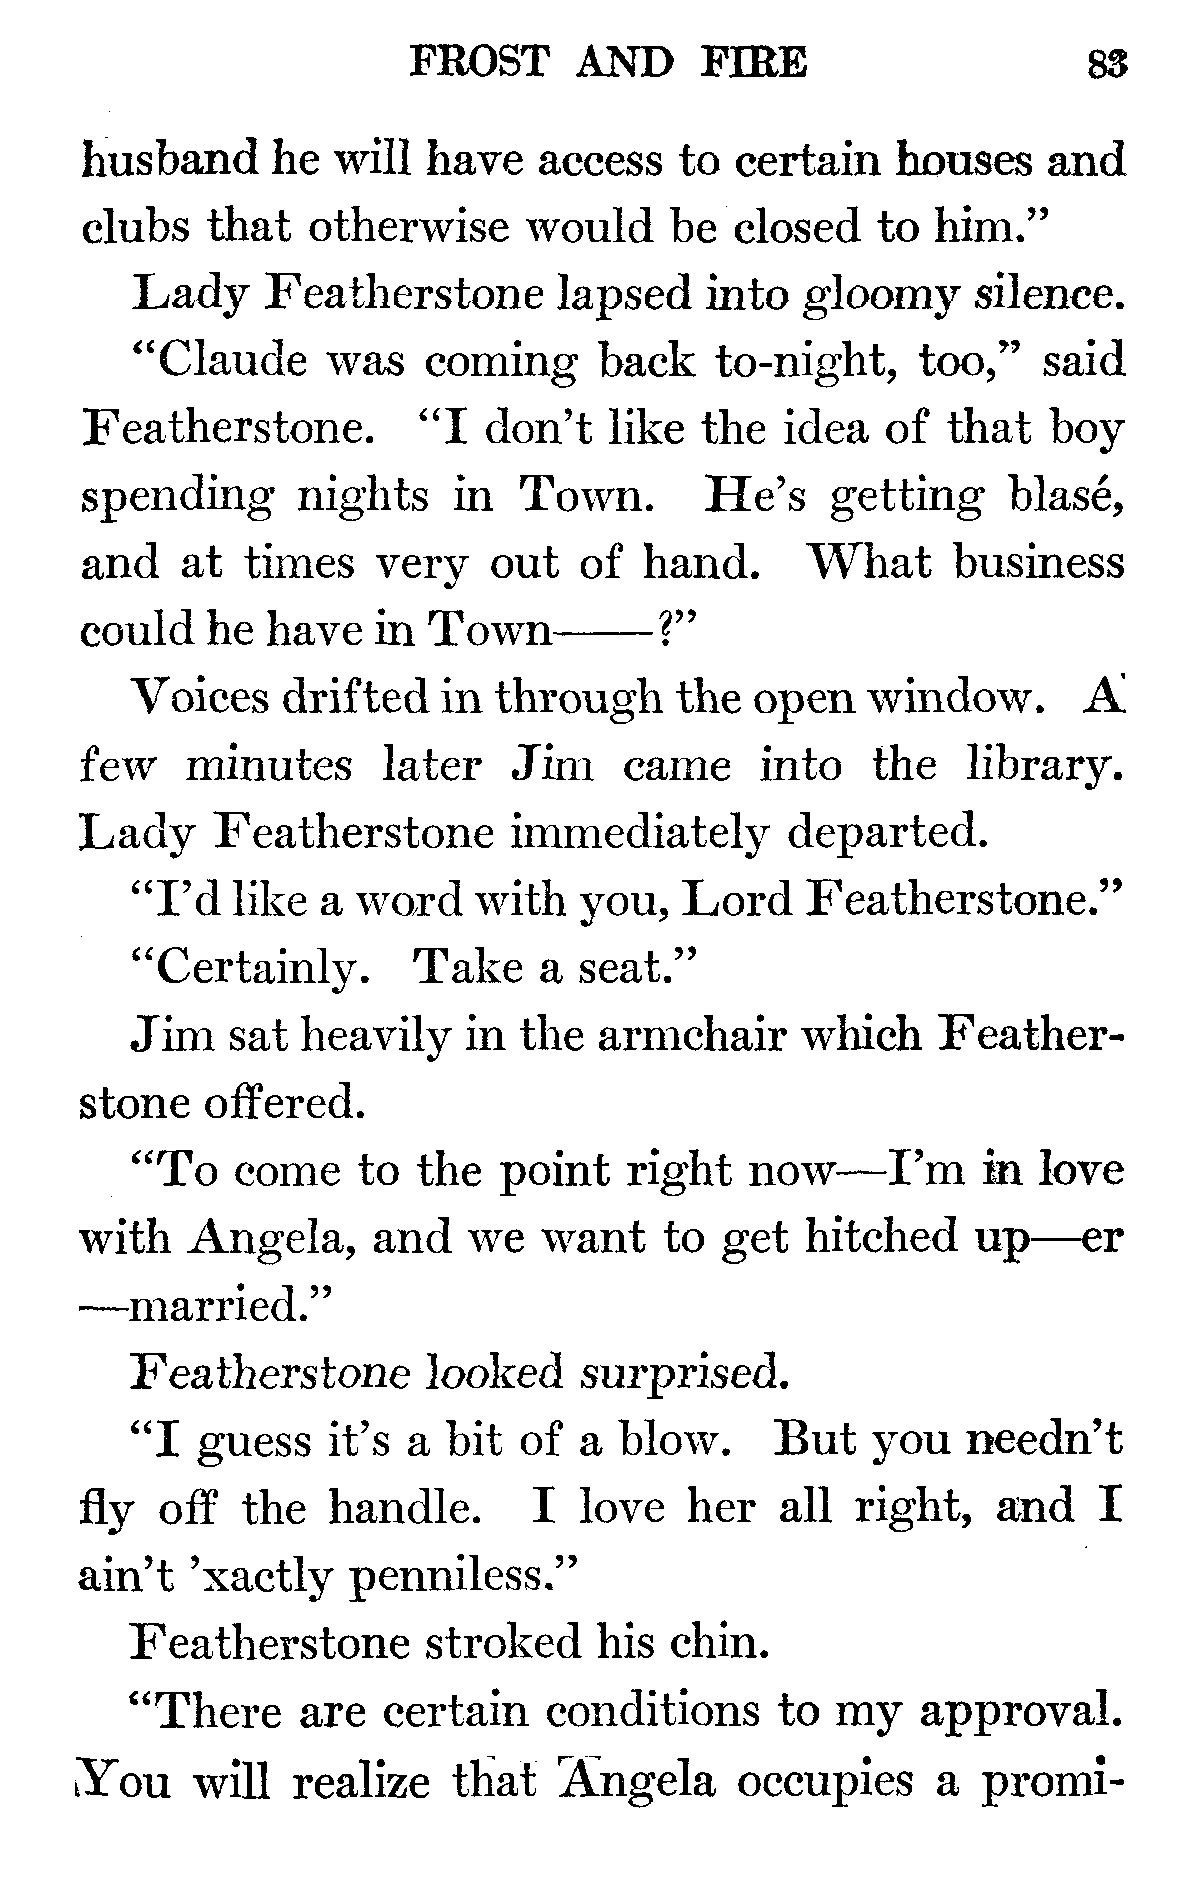 FROST AND FIRE 83
husband he will have access to certain houses and
clubs that otherwise would be closed to him.”
Lady Featherstone lapsed into gloomy silence.
“Claude was coming back to-night, too,” said
Featherstone. “I don’t like the idea of that boy
spending nights in Town. He’s getting blasé,
and at times very out of hand. What business
could he have in Town——?”
Voices drifted in through the open window. A
few minutes later Jim came into the library.
Lady Featherstone immediately departed.
“I’d like a word with you, Lord Featherstone.”
“Certainly. Take a seat.”
Jim sat heavily in the armchair which Feather-
stone offered.
“To come to the point right now—I’m in love
with Angela, and we want to get hitched up—er
—married.”
Featherstone looked surprised.
“I guess it’s a bit of a blow. But you needn’t
fly off the handle. I love her all right, and I
ain’t ’xactly penniless.”
Featherstone stroked his chin.
“There are certain conditions to my approval.
You will realize that Angela occupies a promi-